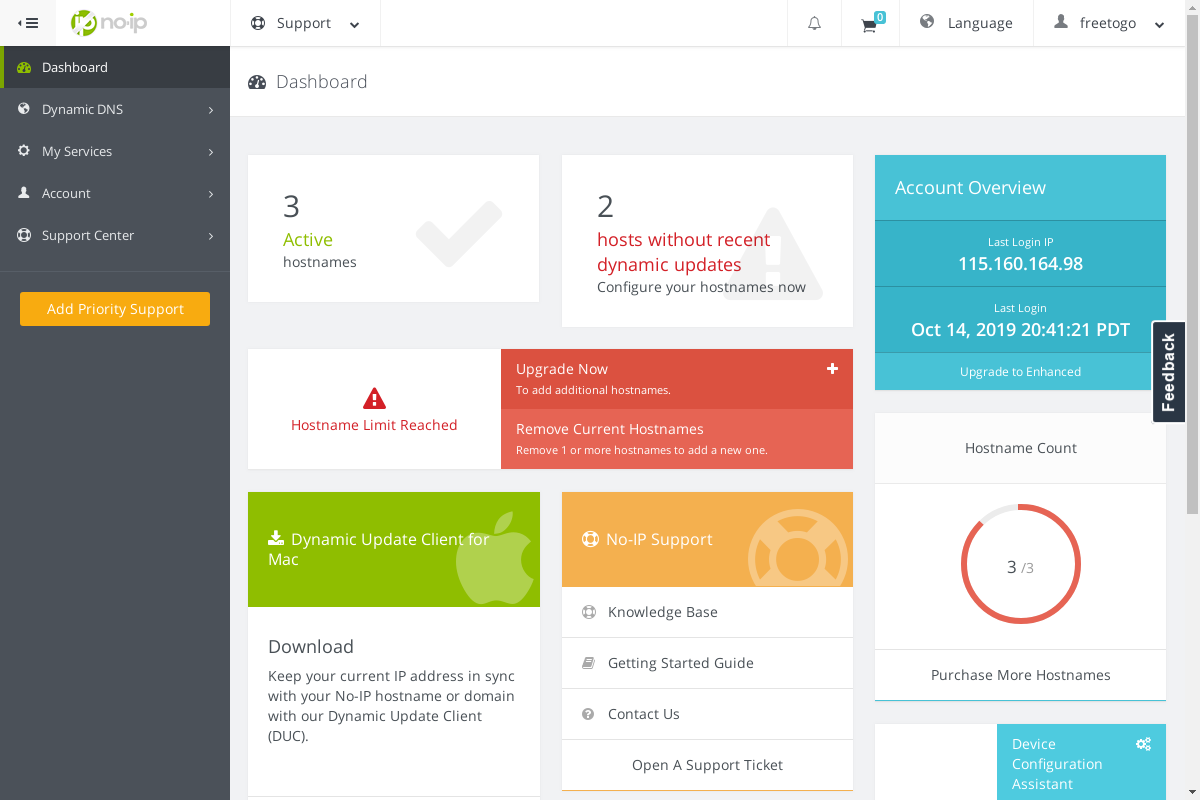 no-ip
Support
0
Language
freetogo
Dashboard
Dynamic DNS
My Services
Account
Support Center
Add Priority Support
Dashboard
3
Active
hostnames
2
hosts without recent
dynamic updates
Configure your hostnames now
Account Overview
Last Login IP
115.160.164.98
Last Login
Oct 14, 2019 20:41:21 PDT
Upgrade to Enhanced
Feedback
Hostname Limit Reached
Upgrade Now
To add additional hostnames.
Remove Current Hostnames
Remove 1 or more hostnames to add a new one.
Hostname Count
3 /3
Purchase More Hostnames
Dynamic Update Client for
Mac
Download
Keep your current IP address in sync
with your No-IP hostname or domain
with our Dynamic Update Client
(DUC).
No-IP Support
Knowledge Base
Getting Started Guide
Contact Us
Open A Support Ticket
Device
Configuration
Assistant